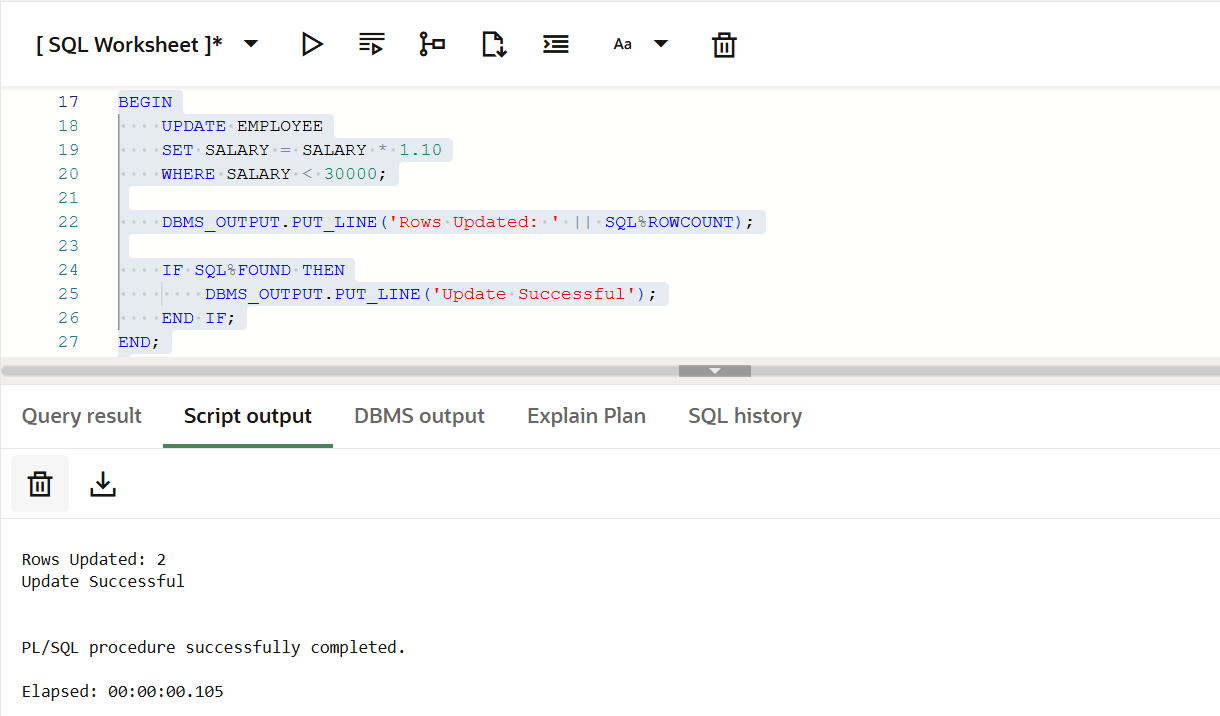 [ SQL Worksheet ]* Aa
17 BEGIN
18 ····UPDATE·EMPLOYEE
19 ····SET·SALARY·=·SALARY·*·1.10
20 ····WHERE·SALARY·<·30000;
21
22 ····DBMS_OUTPUT.PUT_LINE('Rows·Updated:·'·||·SQL%ROWCOUNT);
23
24 ····IF·SQL%FOUND·THEN
25 ········DBMS_OUTPUT.PUT_LINE('Update·Successful');
26 ····END·IF;
27 END;
Query result Script output DBMS output Explain Plan SQL history
Rows Updated: 2
Update Successful
PL/SQL procedure successfully completed.
Elapsed: 00:00:00.105